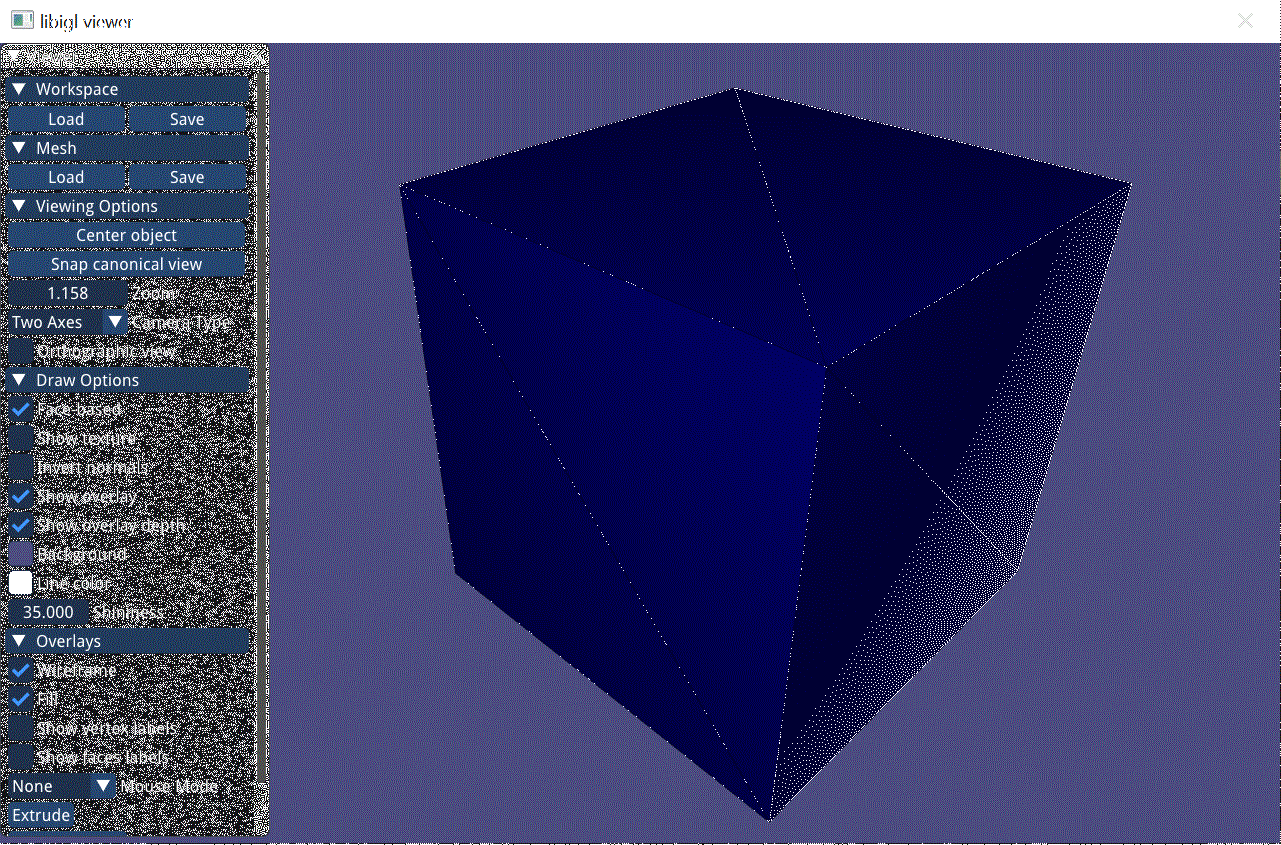 libigl viewer
Viewer
Workspace
Load Save
Mesh
Load Save
Viewing Options
Center object
Snap canonical view
1.158 Zoom
Two Axes Camera Type
Orthographic view
Draw Options
Face-based
Show texture
Invert normals
Show overlay
Show overlay depth
Background
Line color
35.000 Shininess
Overlays
Wireframe
Fill
Show vertex labels
Show faces labels
None Mouse Mode
Extrude